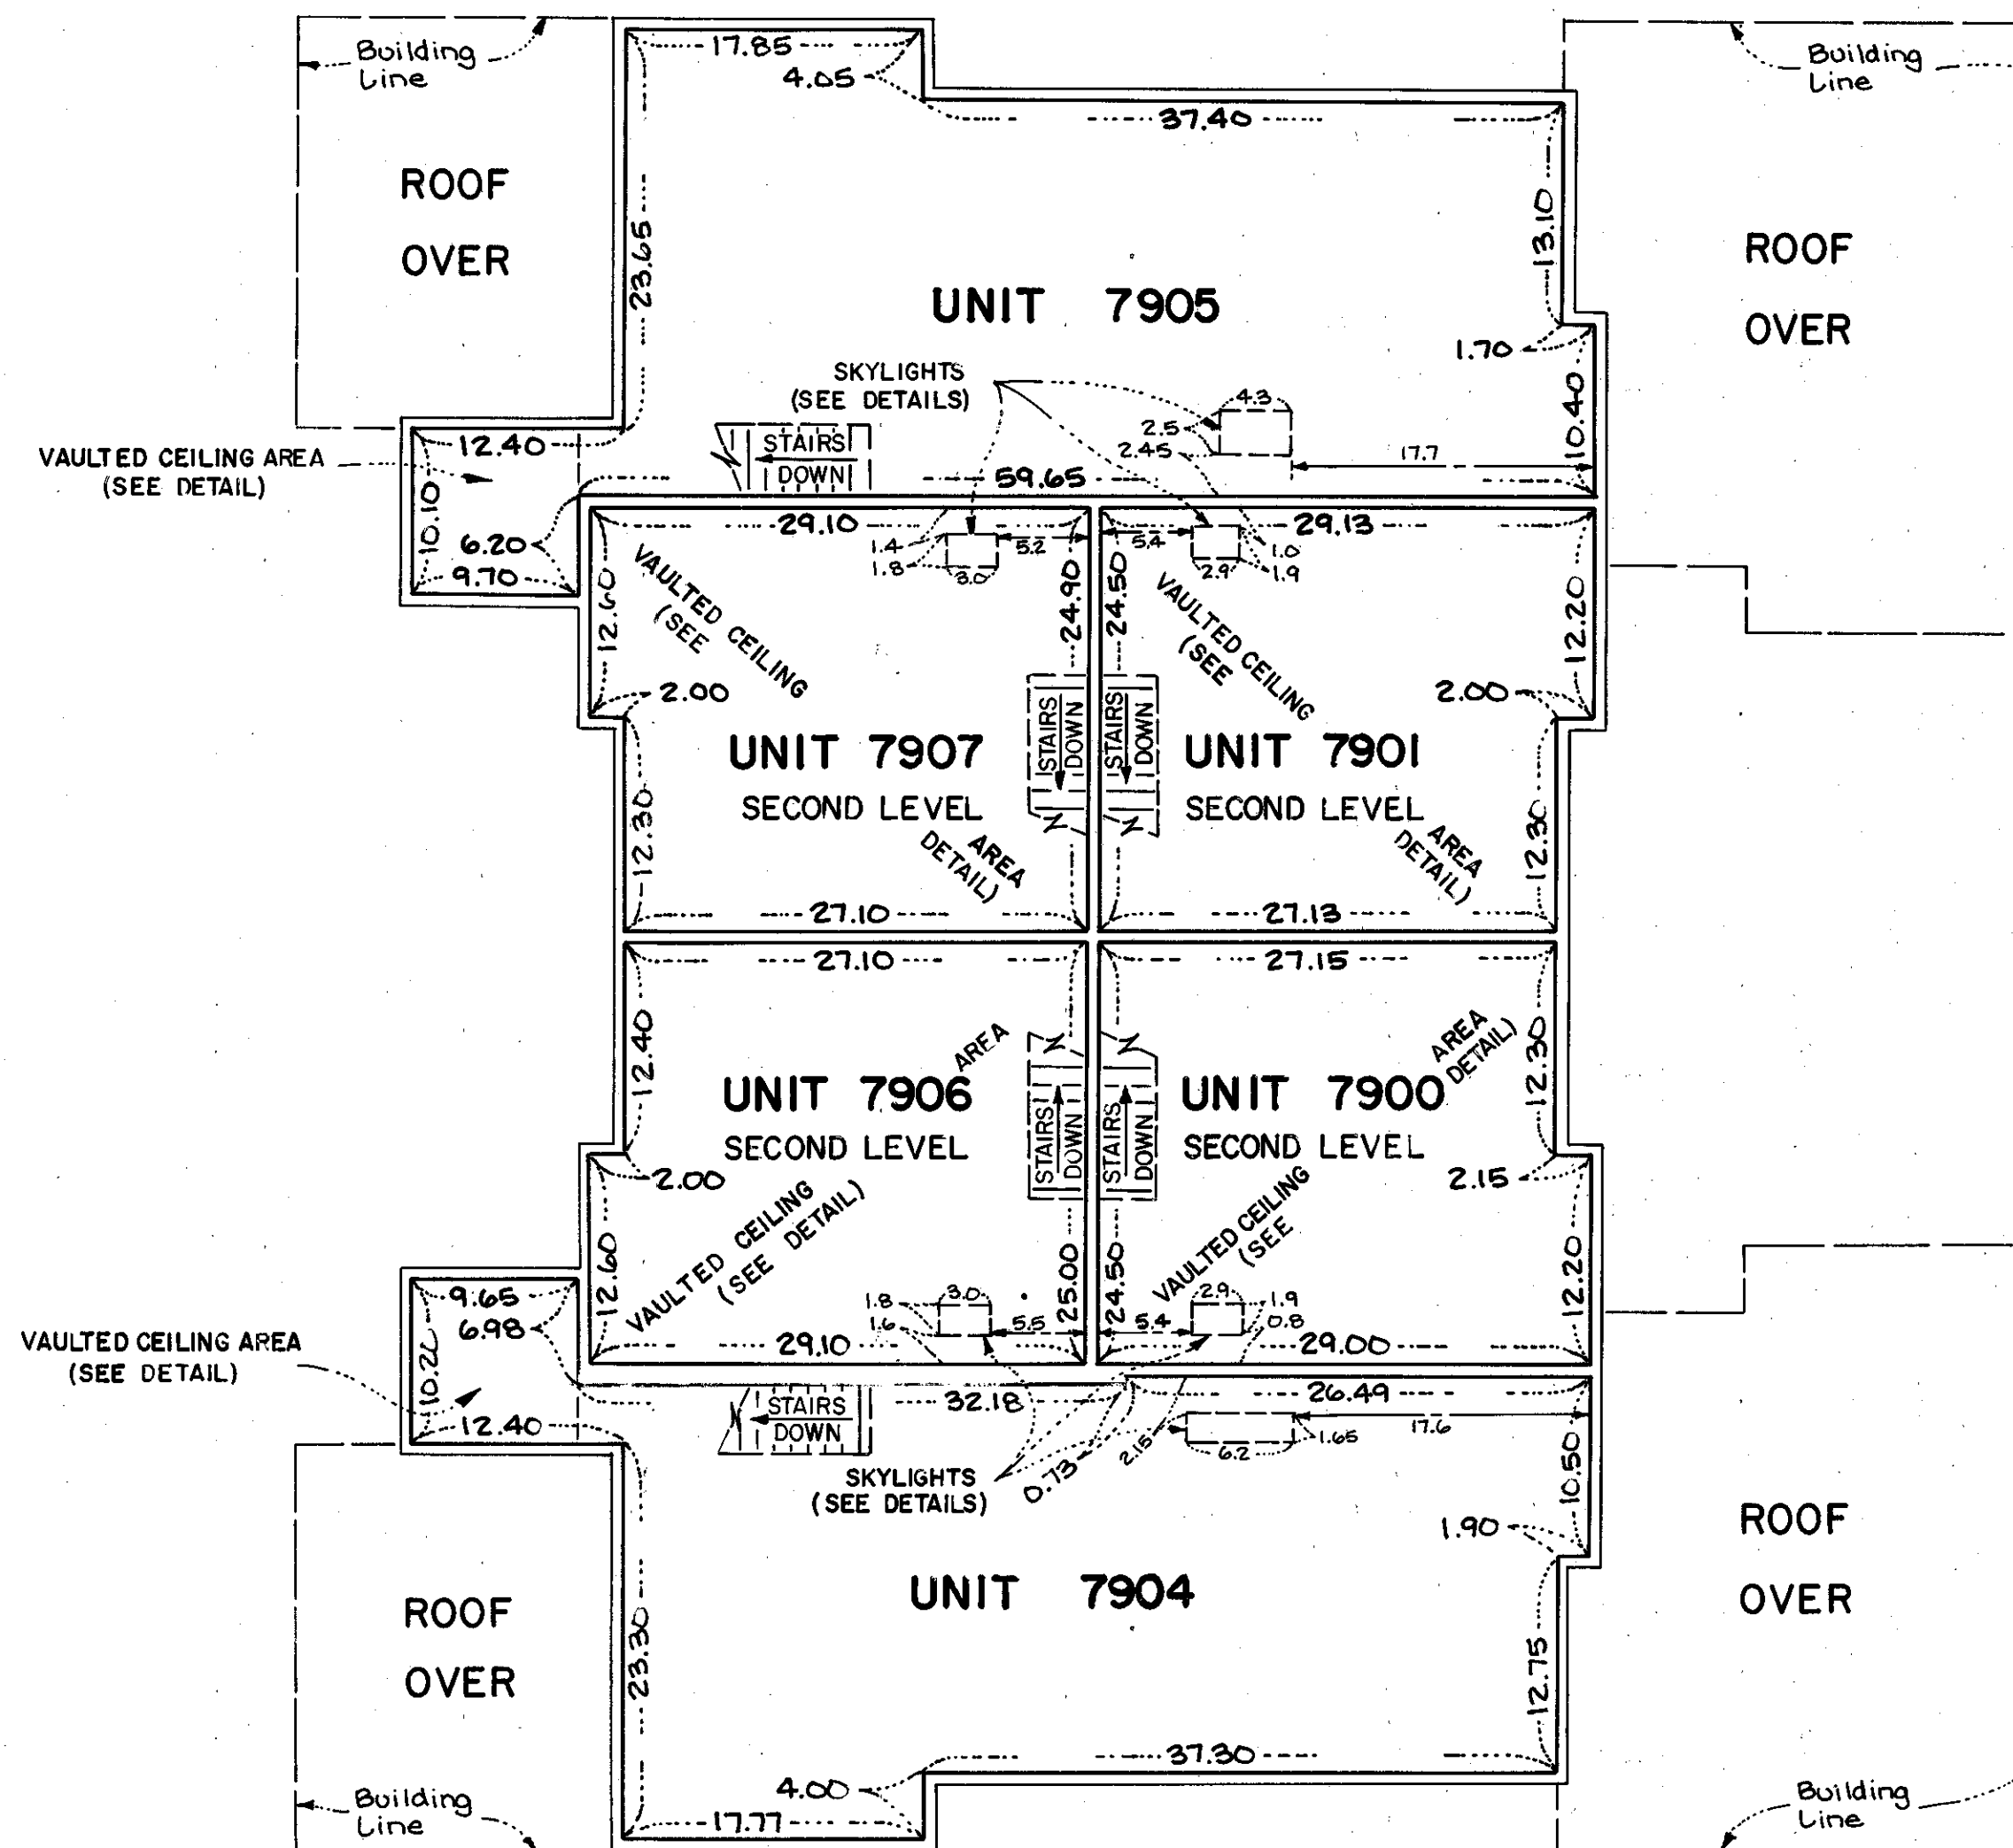 Building
Line
17.85
4.05
37.40
Building
Line
ROOF
OVER
23.65
13.10
ROOF
OVER
UNIT 7905
1.70
10.40
SKYLIGHTS
(SEE DETAILS)
4.3
2.5
2.45
17.7
STAIRS
DOWN
12.40
VAULTED CEILING AREA
(SEE DETAIL)
10.10
6.20
9.70
59.65
29.10
29.13
1.4
1.8
3.0
5.2
5.4
2.9
1.0
1.9
VAULTED CEILING
(SEE
12.60
24.90
24.50
VAULTED CEILING
(SEE
12.20
2.00
2.00
STAIRS
DOWN
STAIRS
DOWN
UNIT 7907
SECOND LEVEL
UNIT 7901
SECOND LEVEL
12.30
AREA
DETAIL)
AREA
DETAIL)
12.30
27.10
27.13
27.10
27.15
12.40
AREA
AREA
DETAIL)
12.30
UNIT 7906
SECOND LEVEL
UNIT 7900
SECOND LEVEL
STAIRS
DOWN
STAIRS
DOWN
2.00
2.15
VAULTED CEILING
(SEE DETAIL)
VAULTED CEILING
(SEE
12.60
25.00
24.50
12.20
1.8
1.6
3.0
5.5
5.4
2.9
1.9
0.8
29.10
29.00
9.65
6.98
VAULTED CEILING AREA
(SEE DETAIL)
12.40
STAIRS
DOWN
32.18
26.49
17.6
2.15
6.2
1.65
0.73
SKYLIGHTS
(SEE DETAILS)
10.50
1.90
ROOF
OVER
ROOF
OVER
UNIT 7904
23.30
12.75
37.30
4.00
17.77
Building
Line
Building
Line